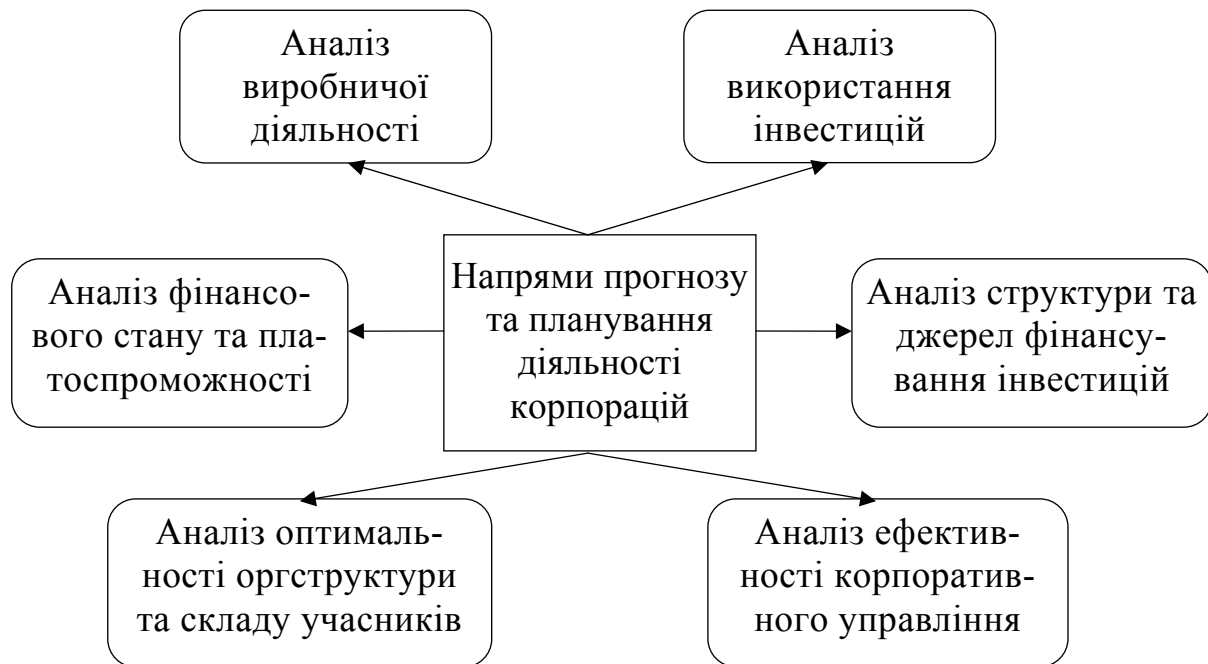 Аналіз
виробничої
діяльності
Аналіз
використання
інвестицій
Аналіз фінансо-
вого стану та пла-
тоспроможності
Напрями прогнозу
та планування
діяльності
корпорацій
Аналіз структури та
джерел фінансу-
вання інвестицій
Аналіз оптималь-
ності оргструктури
та складу учасників
Аналіз ефектив-
ності корпоратив-
ного управління